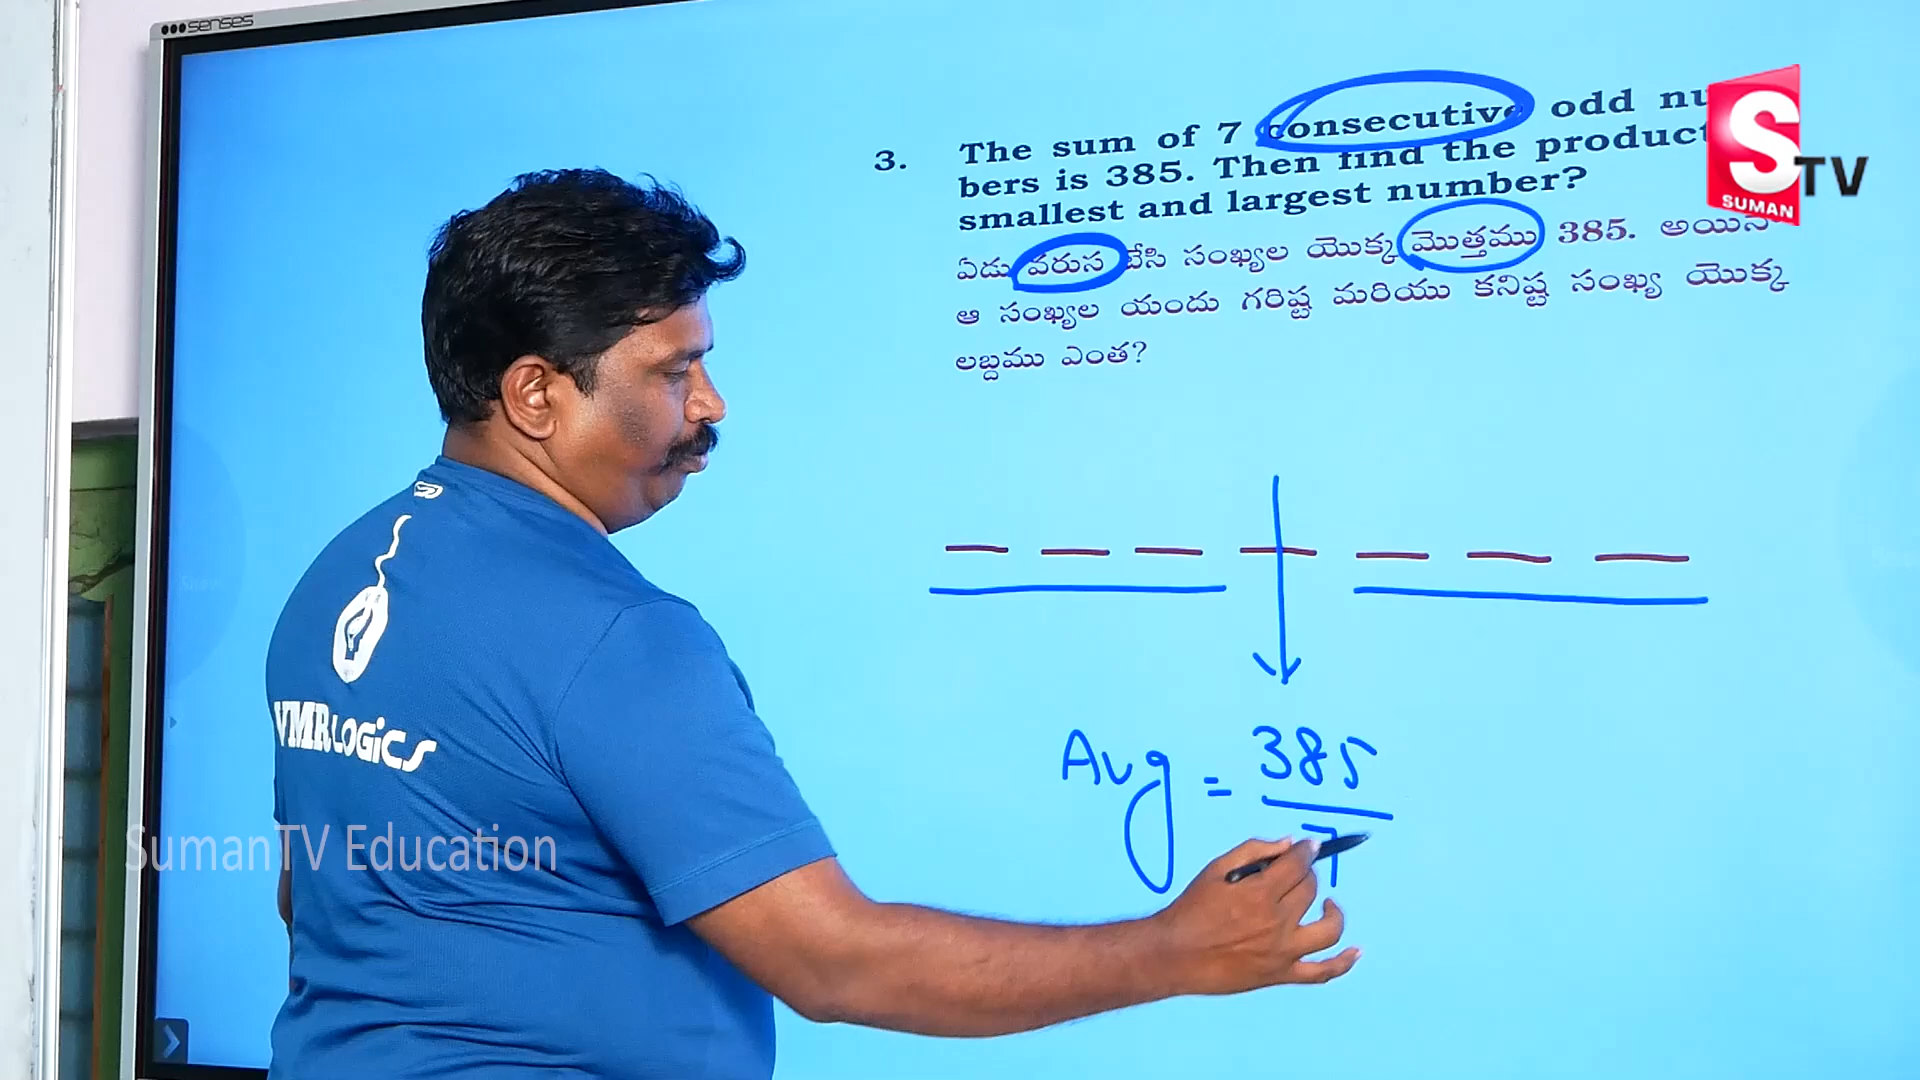 senses
3. The sum of 7 consecutive odd nu
bers is 385. Then find the product
smallest and largest number?
ఏడు వరుస బేసి సంఖ్యల యొక్క మొత్తము 385. అయిన
ఆ సంఖ్యల యందు గరిష్ట మరియు కనిష్ట సంఖ్య యొక్క
లబ్దము ఎంత?
S TV
SUMAN
Avg = 385
7
VMR LOGICS
SumanTV Education